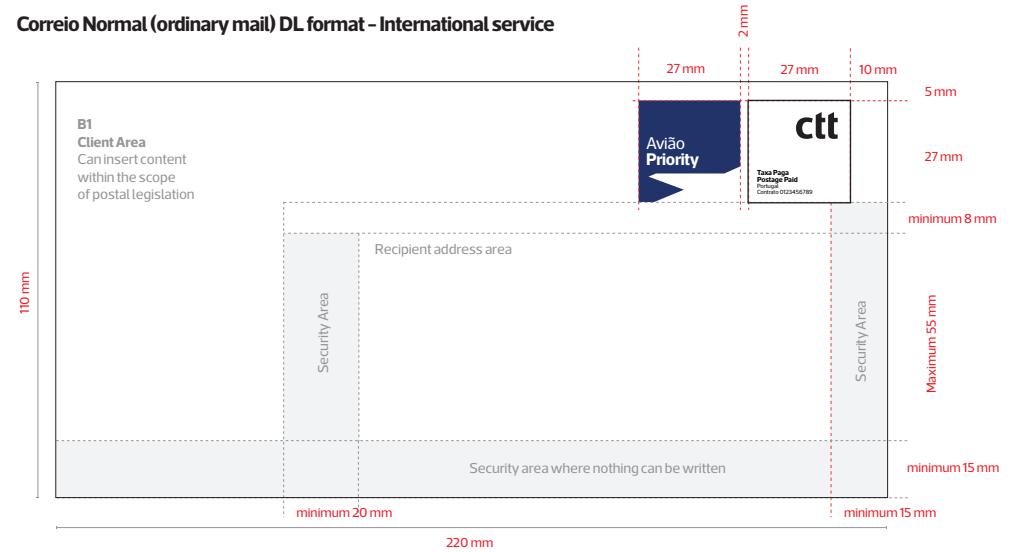 Correio Normal (ordinary mail) DL format - International service
2 mm
27 mm
27 mm
10 mm
5 mm
B1
Client Area
Can insert content
within the scope
of postal legislation
Avião
Priority
ctt
Taxa Paga
Postage Paid
Portugal
Contrato 0123456789
27 mm
minimum 8 mm
Recipient address area
110 mm
Security Area
Security Area
Maximum 55 mm
Security area where nothing can be written
minimum 15 mm
minimum 20 mm
minimum 15 mm
220 mm